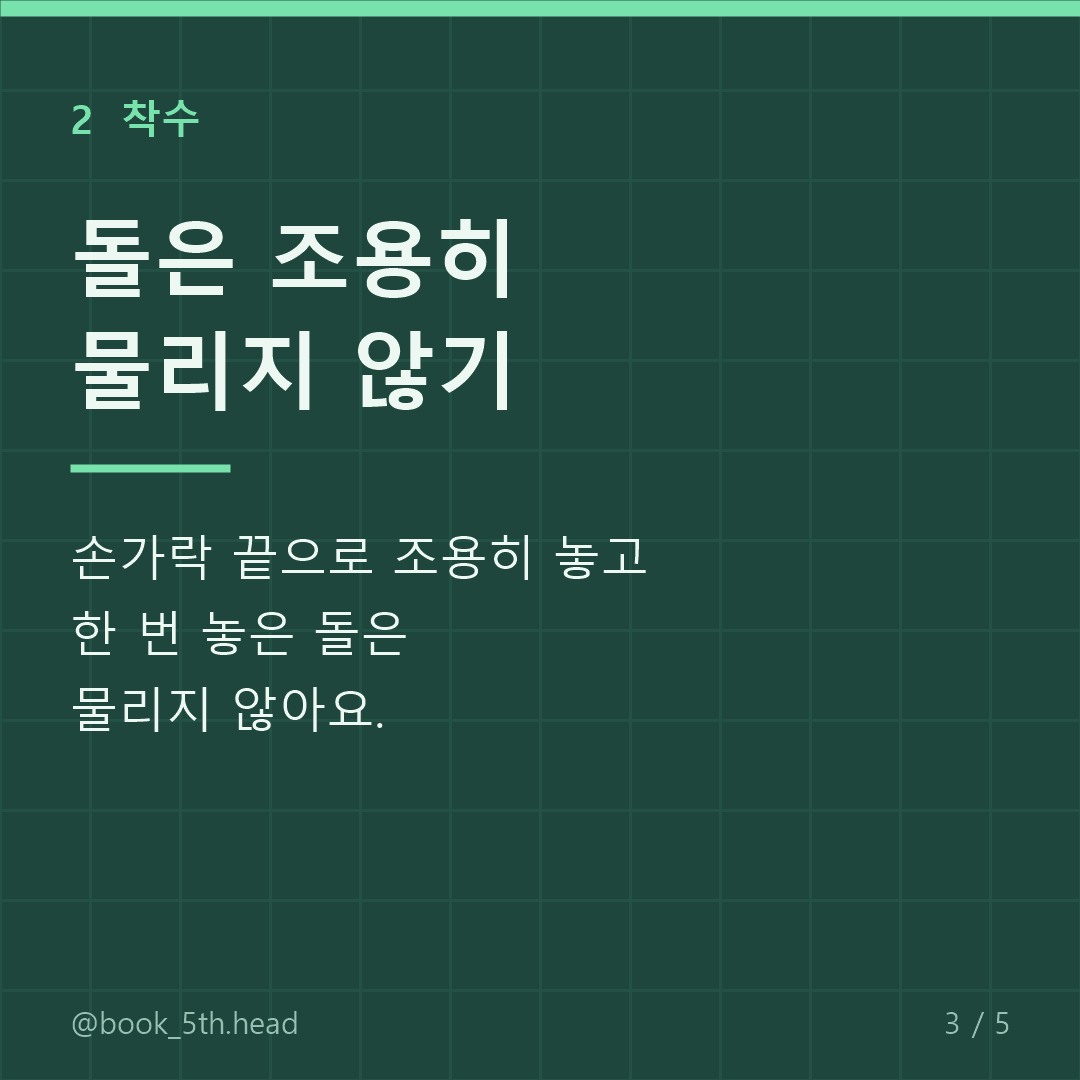 2 착수
돌은 조용히
물리지 않기
손가락 끝으로 조용히 놓고
한 번 놓은 돌은
물리지 않아요.
@book_5th.head
3 / 5